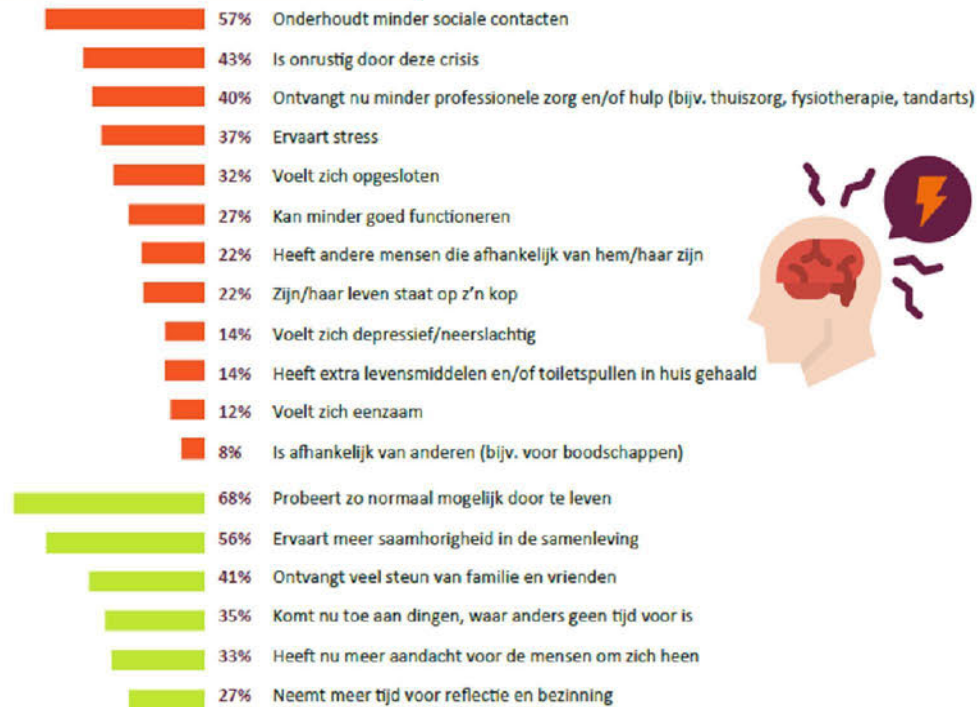 57% Onderhoudt minder sociale contacten
43% Is onrustig door deze crisis
40% Ontvangt nu minder professionele zorg en/of hulp (bijv. thuiszorg, fysiotherapie, tandarts)
37% Ervaart stress
32% Voelt zich opgesloten
27% Kan minder goed functioneren
22% Heeft andere mensen die afhankelijk van hem/haar zijn
22% Zijn/haar leven staat op z'n kop
14% Voelt zich depressief/neerslachtig
14% Heeft extra levensmiddelen en/of toiletspullen in huis gehaald
12% Voelt zich eenzaam
8% Is afhankelijk van anderen (bijv. voor boodschappen)
68% Probeert zo normaal mogelijk door te leven
56% Ervaart meer saamhorigheid in de samenleving
41% Ontvangt veel steun van familie en vrienden
35% Komt nu toe aan dingen, waar anders geen tijd voor is
33% Heeft nu meer aandacht voor de mensen om zich heen
27% Neemt meer tijd voor reflectie en bezinning